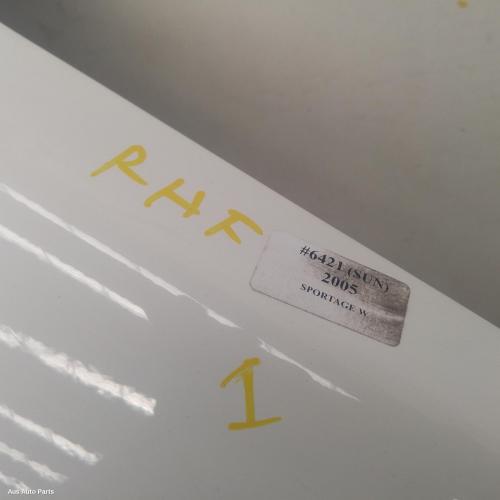 RHF
#6421 (SUN)
2005
SPORTAGE W
1
Aus Auto Parts